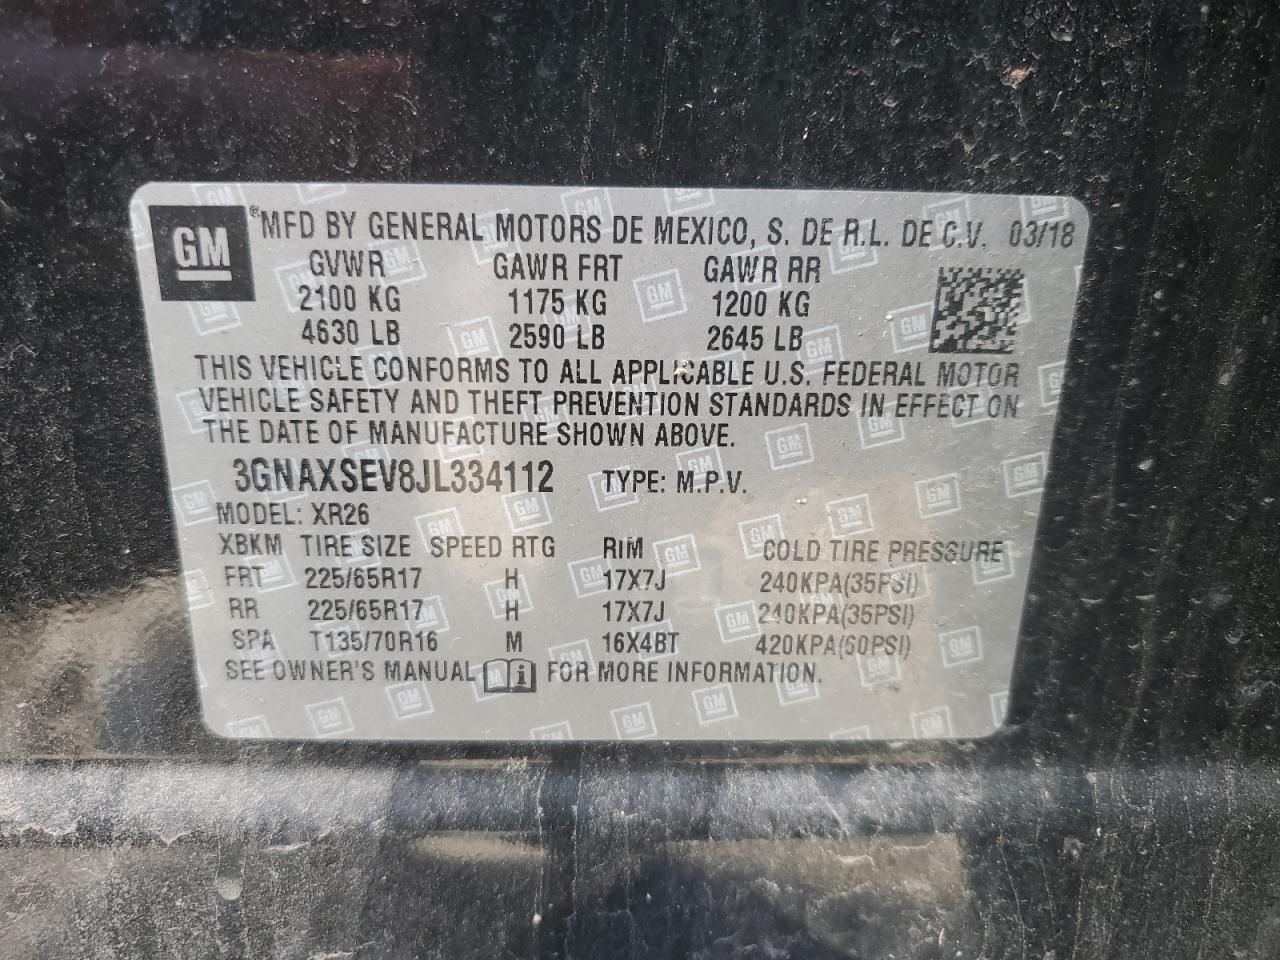 GM ®MFD BY GENERAL MOTORS DE MEXICO, S. DE R.L. DE C.V. 03/18
GVWR GAWR FRT GAWR RR
2100 KG 1175 KG 1200 KG
4630 LB 2590 LB 2645 LB
THIS VEHICLE CONFORMS TO ALL APPLICABLE U.S. FEDERAL MOTOR
VEHICLE SAFETY AND THEFT PREVENTION STANDARDS IN EFFECT ON
THE DATE OF MANUFACTURE SHOWN ABOVE.
3GNAXSEV8JL334112 TYPE: M.P.V.
MODEL: XR26
XBKM TIRE SIZE SPEED RTG RIM COLD TIRE PRESSURE
FRT 225/65R17 H 17X7J 240KPA(35PSI)
RR 225/65R17 H 17X7J 240KPA(35PSI)
SPA T135/70R16 M 16X4BT 420KPA(60PSI)
SEE OWNER'S MANUAL i FOR MORE INFORMATION.